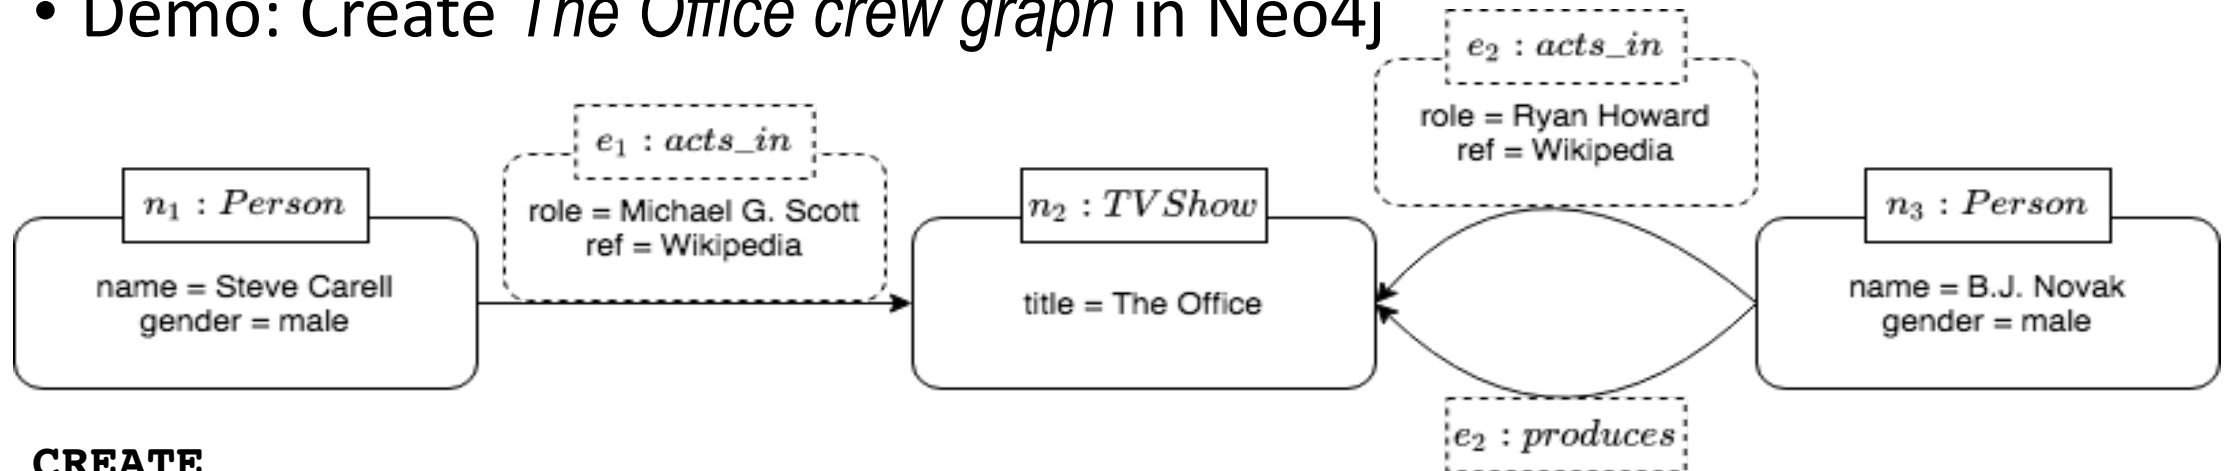 • Demo: Create The Office crew graph in Neo4j
e₂ : acts_in
role = Ryan Howard
ref = Wikipedia
e₁ : acts_in
role = Michael G. Scott
ref = Wikipedia
n₁ : Person
name = Steve Carell
gender = male
n₂ : TVShow
title = The Office
n₃ : Person
name = B.J. Novak
gender = male
e₂ : produces
CREATE